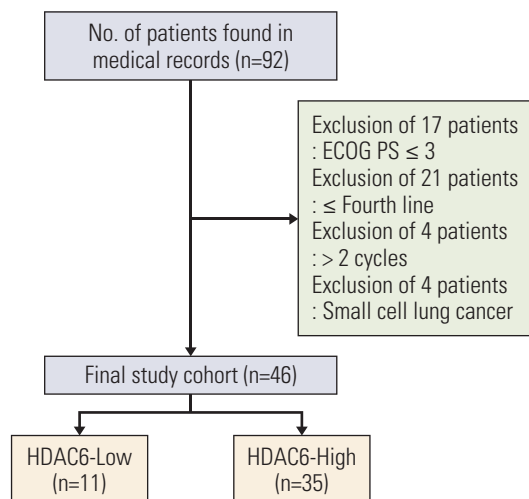 No. of patients found in
medical records (n=92)
Exclusion of 17 patients
: ECOG PS ≤ 3
Exclusion of 21 patients
: ≤ Fourth line
Exclusion of 4 patients
: > 2 cycles
Exclusion of 4 patients
: Small cell lung cancer
Final study cohort (n=46)
HDAC6-Low
(n=11)
HDAC6-High
(n=35)